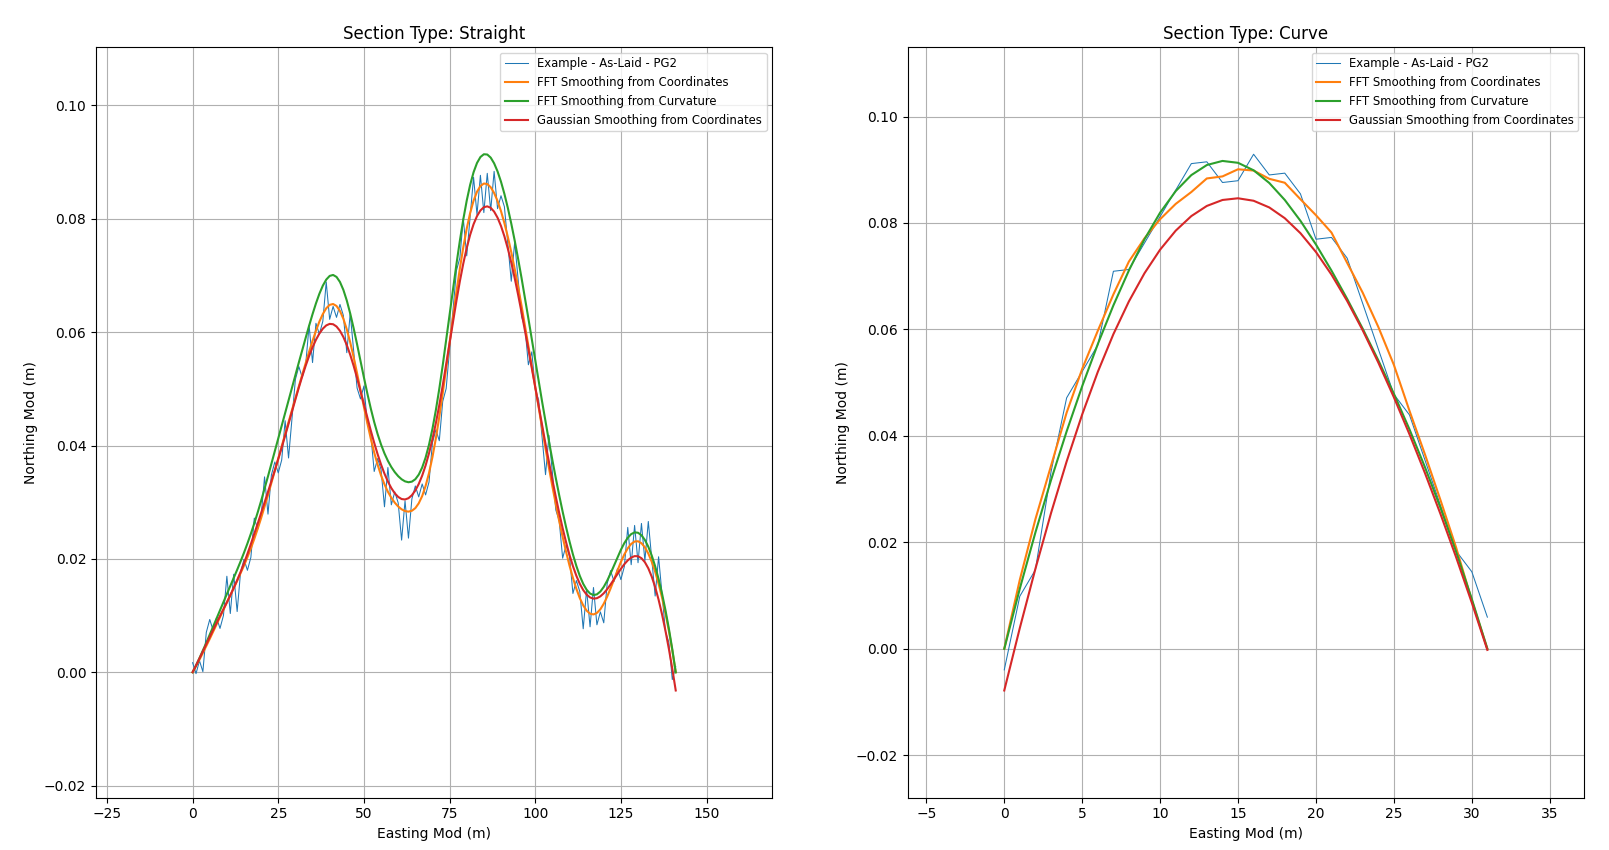 Section Type: Straight
Example - As-Laid - PG2
FFT Smoothing from Coordinates
FFT Smoothing from Curvature
Gaussian Smoothing from Coordinates
0.10
0.08
0.06
0.04
0.02
0.00
−0.02
Northing Mod (m)
−25 0 25 50 75 100 125 150
Easting Mod (m)
Section Type: Curve
Example - As-Laid - PG2
FFT Smoothing from Coordinates
FFT Smoothing from Curvature
Gaussian Smoothing from Coordinates
0.10
0.08
0.06
0.04
0.02
0.00
−0.02
Northing Mod (m)
−5 0 5 10 15 20 25 30 35
Easting Mod (m)